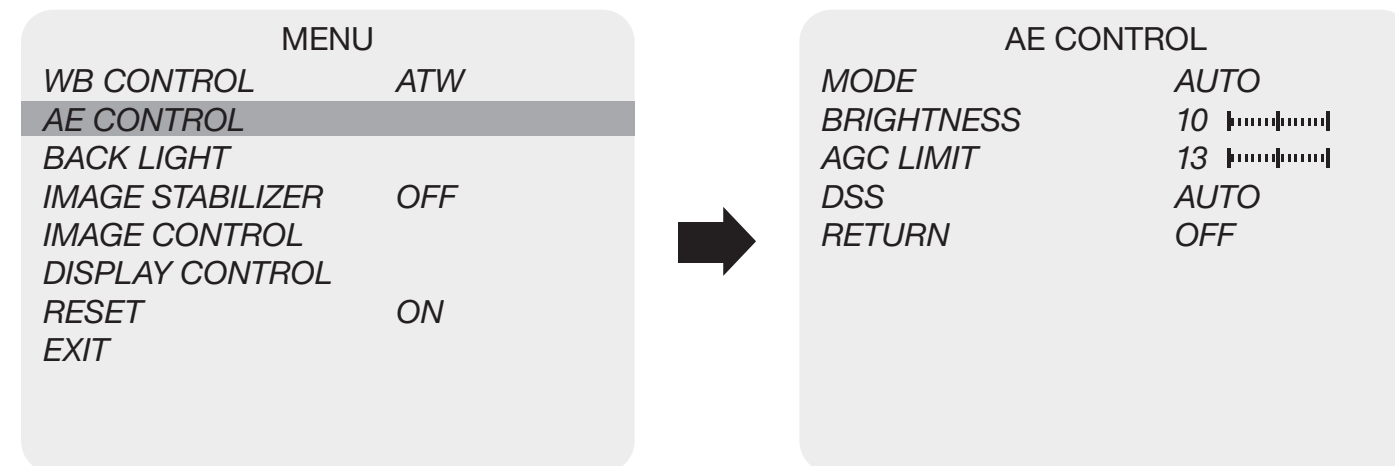 MENU
WB CONTROL ATW
AE CONTROL
BACK LIGHT
IMAGE STABILIZER OFF
IMAGE CONTROL
DISPLAY CONTROL
RESET ON
EXIT
AE CONTROL
MODE AUTO
BRIGHTNESS 10
AGC LIMIT 13
DSS AUTO
RETURN OFF